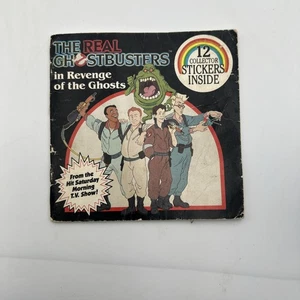 THE REAL
GHOSTBUSTERS
in Revenge
of the Ghosts
12
COLLECTOR
STICKERS
INSIDE
From the
Hit Saturday
Morning
T.V. Show!